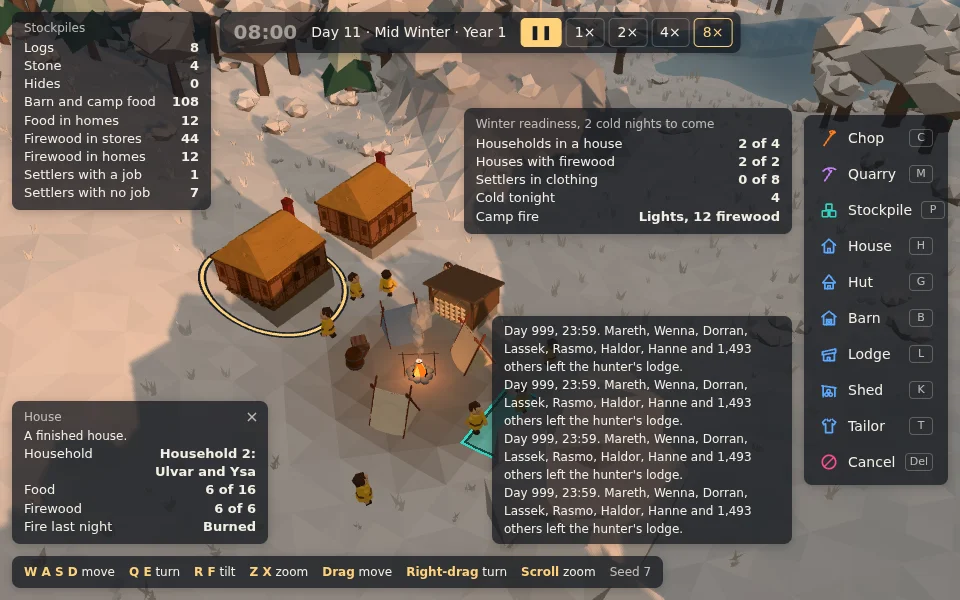 Stockpiles
Logs 8
Stone 4
Hides 0
Barn and camp food 108
Food in homes 12
Firewood in stores 44
Firewood in homes 12
Settlers with a job 1
Settlers with no job 7
08:00 Day 11 · Mid Winter · Year 1 1× 2× 4× 8×
Winter readiness, 2 cold nights to come
Households in a house 2 of 4
Houses with firewood 2 of 2
Settlers in clothing 0 of 8
Cold tonight 4
Camp fire Lights, 12 firewood
Chop C
Quarry M
Stockpile P
House H
Hut G
Barn B
Lodge L
Shed K
Tailor T
Cancel Del
Day 999, 23:59. Mareth, Wenna, Dorran,
Lassek, Rasmo, Haldor, Hanne and 1,493
others left the hunter's lodge.
Day 999, 23:59. Mareth, Wenna, Dorran,
Lassek, Rasmo, Haldor, Hanne and 1,493
others left the hunter's lodge.
Day 999, 23:59. Mareth, Wenna, Dorran,
Lassek, Rasmo, Haldor, Hanne and 1,493
others left the hunter's lodge.
Day 999, 23:59. Mareth, Wenna, Dorran,
Lassek, Rasmo, Haldor, Hanne and 1,493
others left the hunter's lodge.
House ×
A finished house.
Household Household 2:
Ulvar and Ysa
Food 6 of 16
Firewood 6 of 6
Fire last night Burned
W A S D move Q E turn R F tilt Z X zoom Drag move Right-drag turn Scroll zoom Seed 7